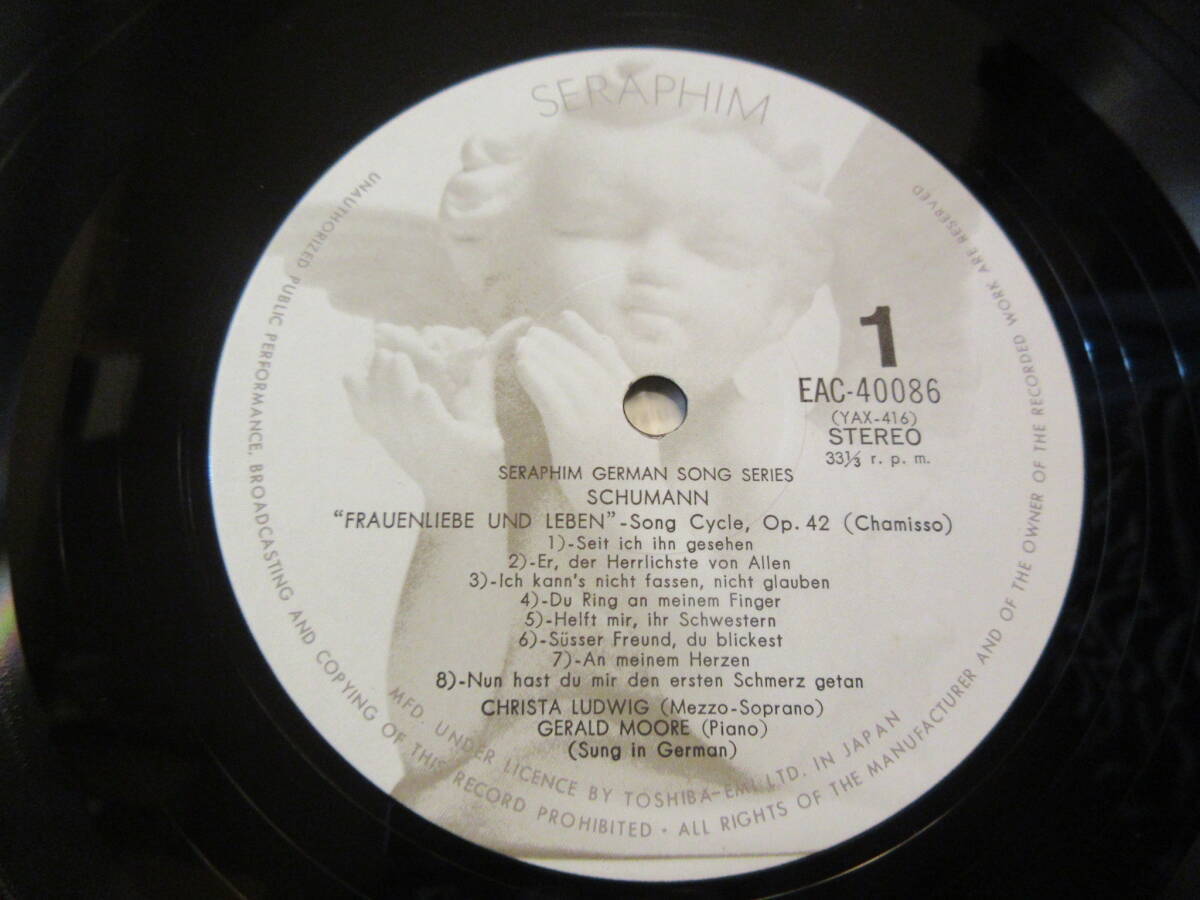 SERAPHIM
1
EAC-40086
(YAX-416)
STEREO
33⅓ r. p. m.
SERAPHIM GERMAN SONG SERIES
SCHUMANN
“FRAUENLIEBE UND LEBEN”-Song Cycle, Op. 42 (Chamisso)
1)-Seit ich ihn gesehen
2)-Er, der Herrlichste von Allen
3)-Ich kann's nicht fassen, nicht glauben
4)-Du Ring an meinem Finger
5)-Helft mir, ihr Schwestern
6)-Süsser Freund, du blickest
7)-An meinem Herzen
8)-Nun hast du mir den ersten Schmerz getan
CHRISTA LUDWIG (Mezzo-Soprano)
GERALD MOORE (Piano)
(Sung in German)
MFD. UNDER LICENCE BY TOSHIBA-EMI LTD. IN JAPAN
UNAUTHORIZED PUBLIC PERFORMANCE, BROADCASTING AND COPYING OF THIS RECORD PROHIBITED · ALL RIGHTS OF THE MANUFACTURER AND OF THE OWNER OF THE RECORDED WORK ARE RESERVED